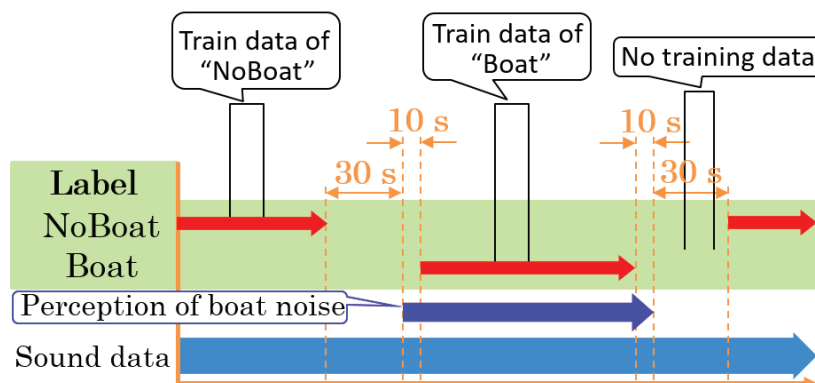 Train data of
“NoBoat”
Train data of
“Boat”
No training data
10 s
10 s
30 s
30 s
Label
NoBoat
Boat
Perception of boat noise
Sound data